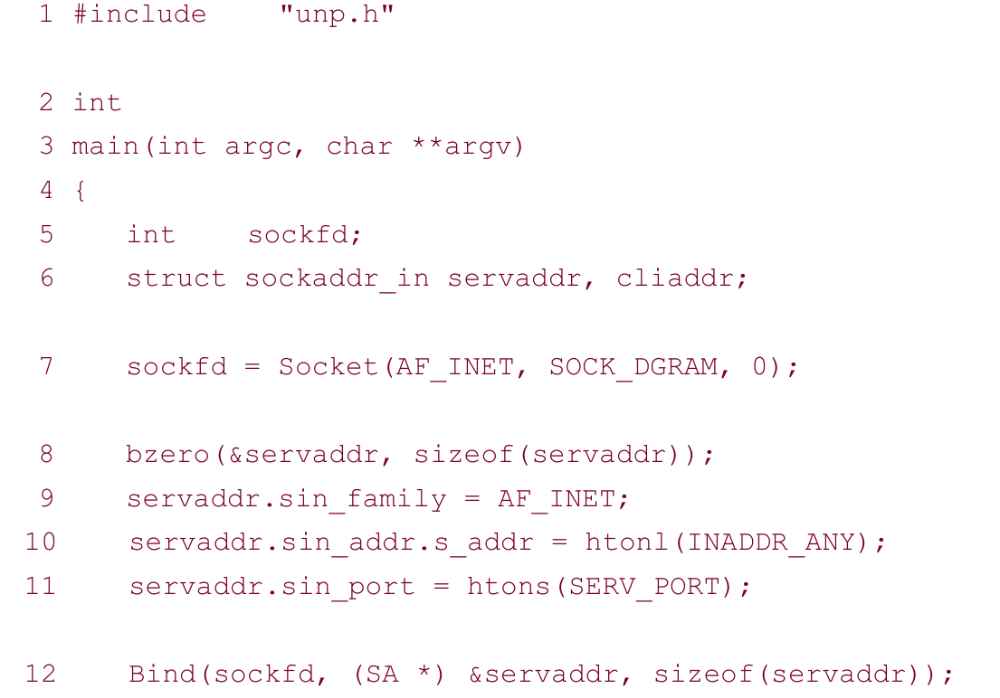 1 #include    "unp.h"
2 int
3 main(int argc, char **argv)
4 {
5    int    sockfd;
6    struct sockaddr_in servaddr, cliaddr;
7    sockfd = Socket(AF_INET, SOCK_DGRAM, 0);
8    bzero(&servaddr, sizeof(servaddr));
9    servaddr.sin_family = AF_INET;
10    servaddr.sin_addr.s_addr = htonl(INADDR_ANY);
11    servaddr.sin_port = htons(SERV_PORT);
12    Bind(sockfd, (SA *) &servaddr, sizeof(servaddr));